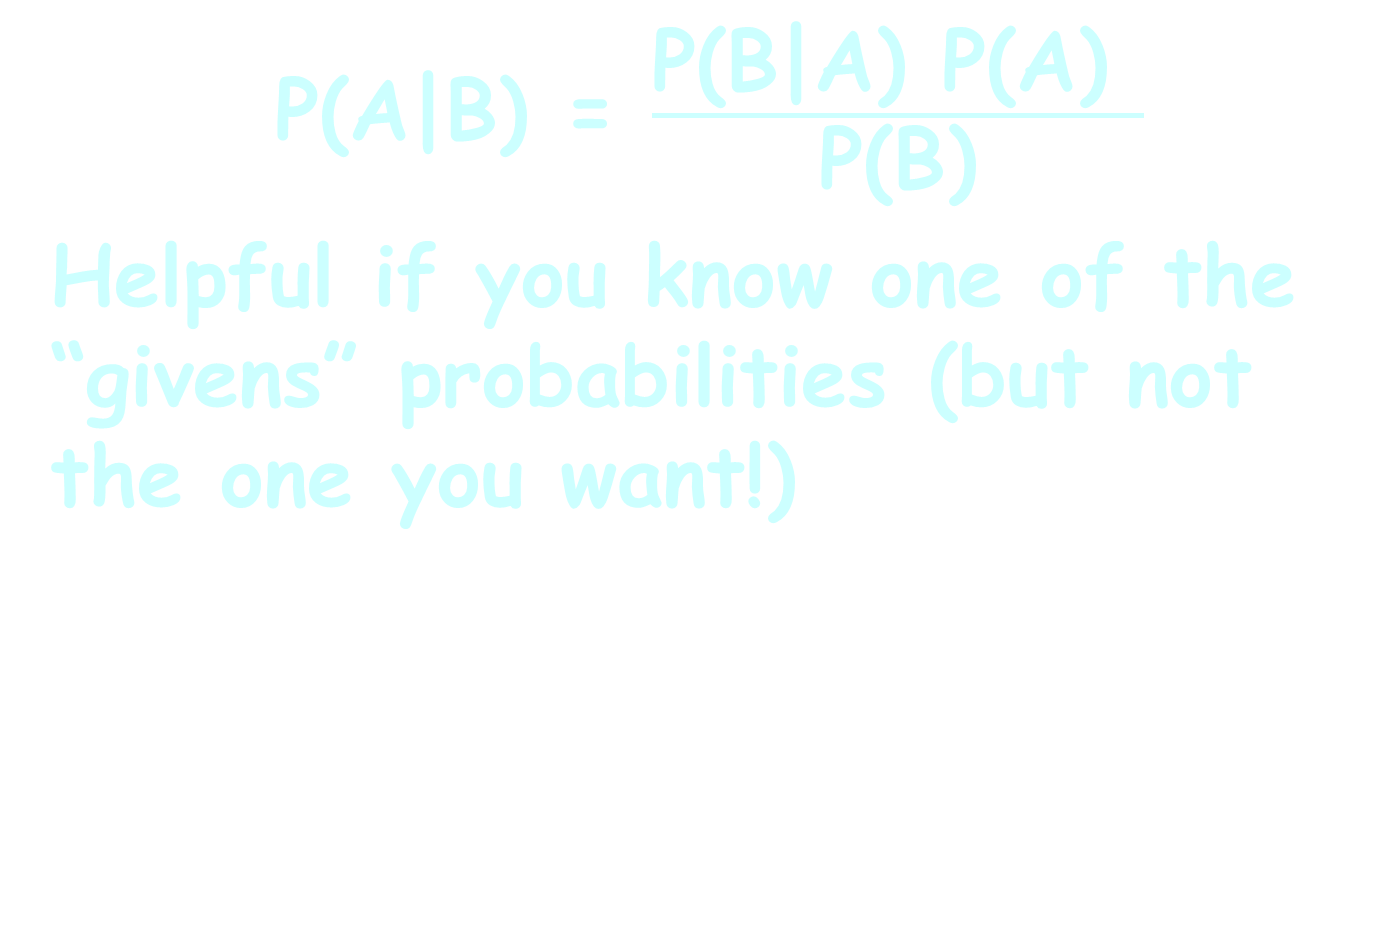 P(B|A) P(A)
P(A|B) =
P(B)
Helpful if you know one of the
“givens” probabilities (but not
the one you want!)